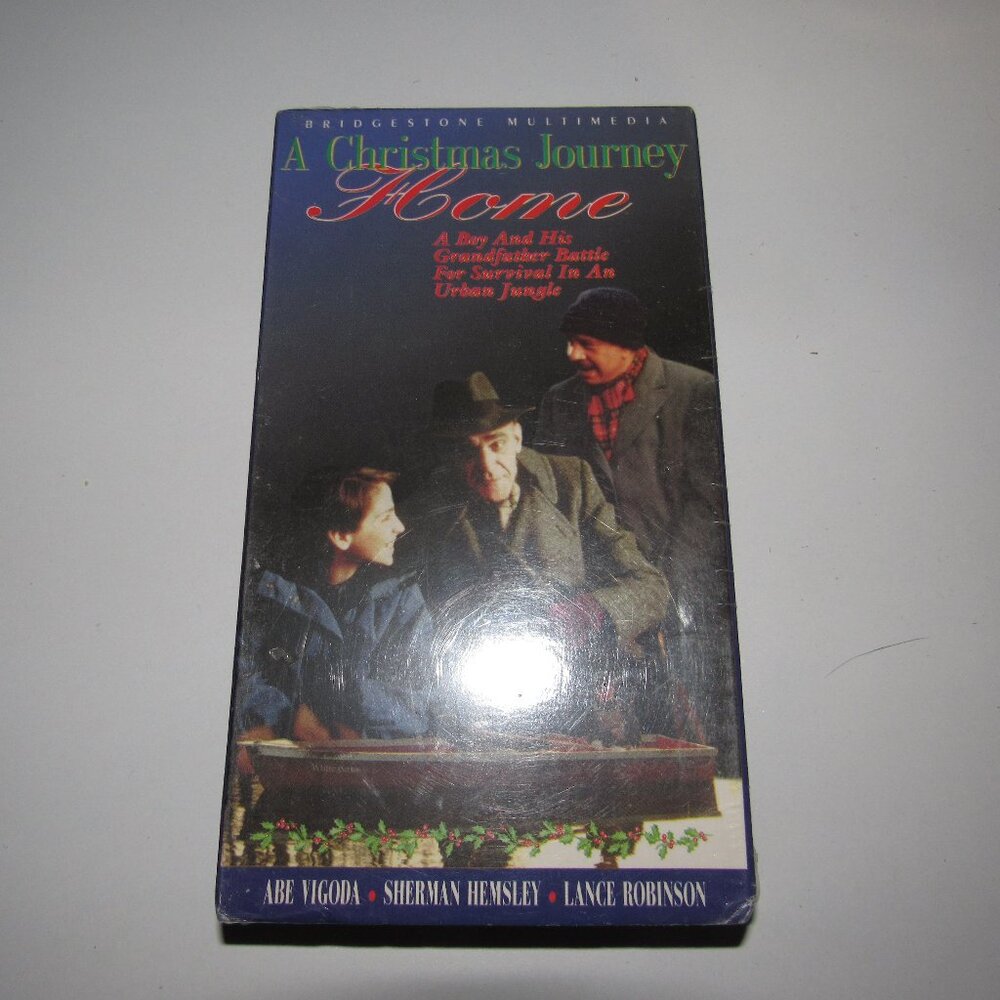 BRIDGESTONE MULTIMEDIA
A Christmas Journey
Home
A Boy And His
Grandfather Battle
For Survival In An
Urban Jungle
ABE VIGODA • SHERMAN HEMSLEY • LANCE ROBINSON